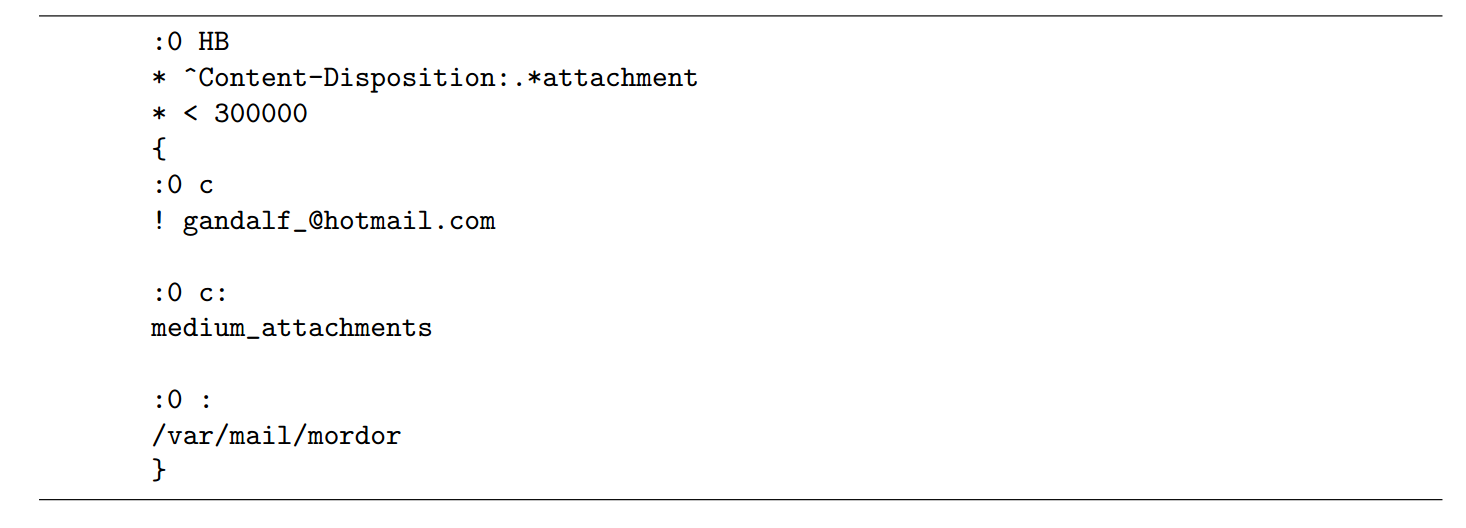 :0 HB
* ^Content-Disposition:.*attachment
* < 300000
{
:0 c
! gandalf_@hotmail.com
:0 c:
medium_attachments
:0 :
/var/mail/mordor
}